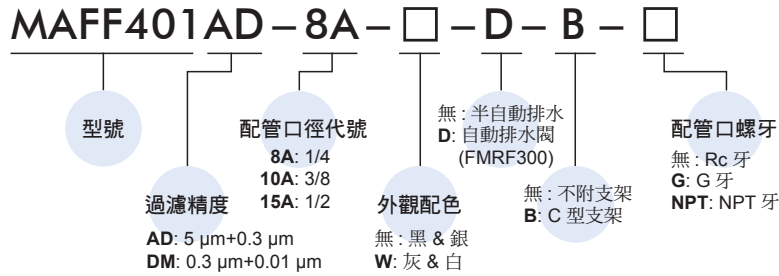 MAFF401AD－8A－□－D－B－□
型號
過濾精度
AD: 5 µm+0.3 µm
DM: 0.3 µm+0.01 µm
配管口徑代號
8A: 1/4
10A: 3/8
15A: 1/2
外觀配色
無 : 黑 & 銀
W: 灰 & 白
無 : 半自動排水
D: 自動排水閥
(FMRF300)
無 : 不附支架
B: C 型支架
配管口螺牙
無 : Rc 牙
G: G 牙
NPT: NPT 牙